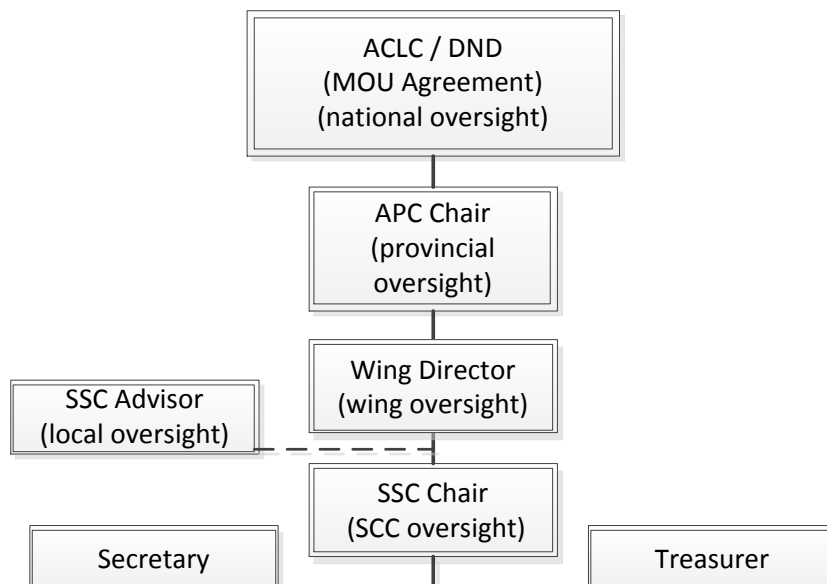 ACLC / DND
(MOU Agreement)
(national oversight)
APC Chair
(provincial
oversight)
Wing Director
(wing oversight)
SSC Advisor
(local oversight)
SSC Chair
(SCC oversight)
Secretary
Treasurer